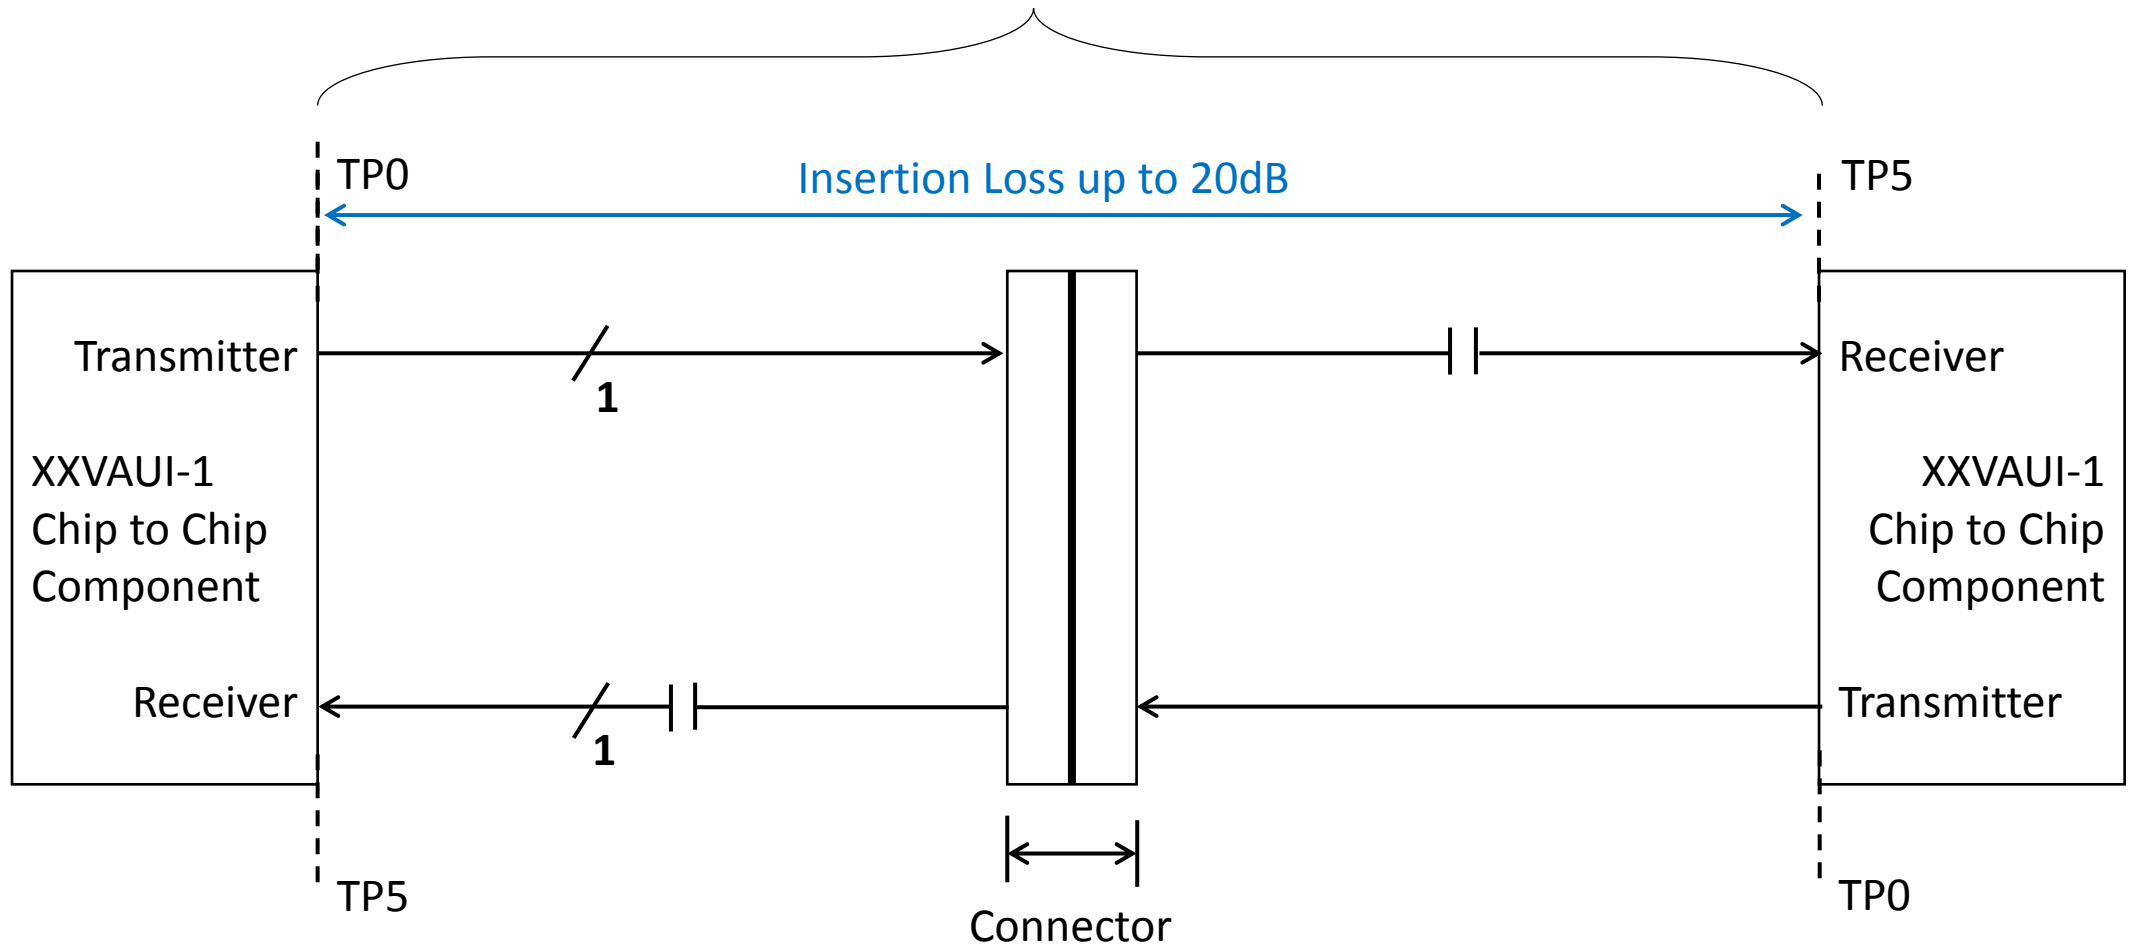 TP0
Insertion Loss up to 20dB
TP5
Transmitter
1
Receiver
XXVAUI-1
Chip to Chip
Component
XXVAUI-1
Chip to Chip
Component
Receiver
1
Transmitter
TP5
Connector
TP0